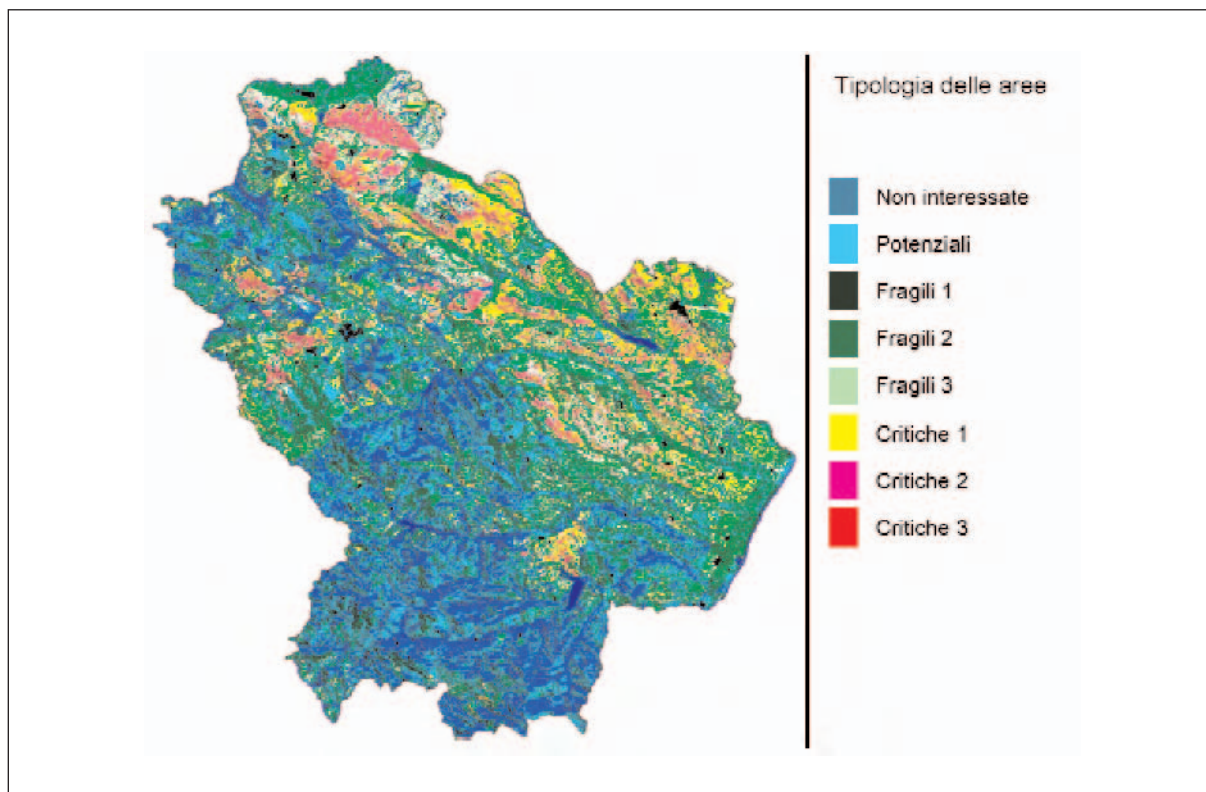 Tipologia delle aree
Non interessate
Potenziali
Fragili 1
Fragili 2
Fragili 3
Critiche 1
Critiche 2
Critiche 3